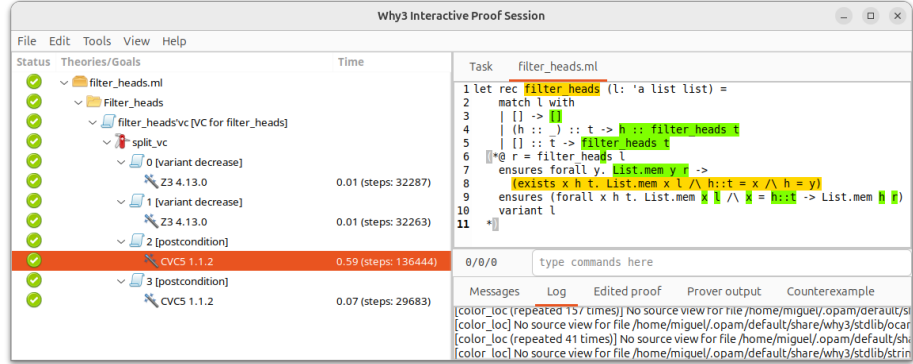 Why3 Interactive Proof Session
File Edit Tools View Help
Status Theories/Goals Time
filter_heads.ml
Filter_heads
filter_heads'vc [VC for filter_heads]
split_vc
0 [variant decrease]
Z3 4.13.0 0.01 (steps: 32287)
1 [variant decrease]
Z3 4.13.0 0.01 (steps: 32263)
2 [postcondition]
CVC5 1.1.2 0.59 (steps: 136444)
3 [postcondition]
CVC5 1.1.2 0.07 (steps: 29683)
Task filter_heads.ml
1 let rec filter_heads (l: 'a list list) =
2 match l with
3 | [] -> []
4 | (h :: _) :: t -> h :: filter_heads t
5 | [] :: t -> filter_heads t
6 (*@ r = filter_heads l
7 ensures forall y. List.mem y r ->
8 (exists x h t. List.mem x l /\ h::t = x /\ h = y)
9 ensures (forall x h t. List.mem x l /\ x = h::t -> List.mem h r)
10 variant l
11 *)
0/0/0 type commands here
Messages Log Edited proof Prover output Counterexample
[color_loc (repeated 157 times)] No source view for file /home/miguel/.opam/default/s
[color_loc] No source view for file /home/miguel/.opam/default/share/why3/stdlib/ocar
[color_loc (repeated 41 times)] No source view for file /home/miguel/.opam/default/sha
[color_loc] No source view for file /home/miguel/.opam/default/share/why3/stdlib/strin